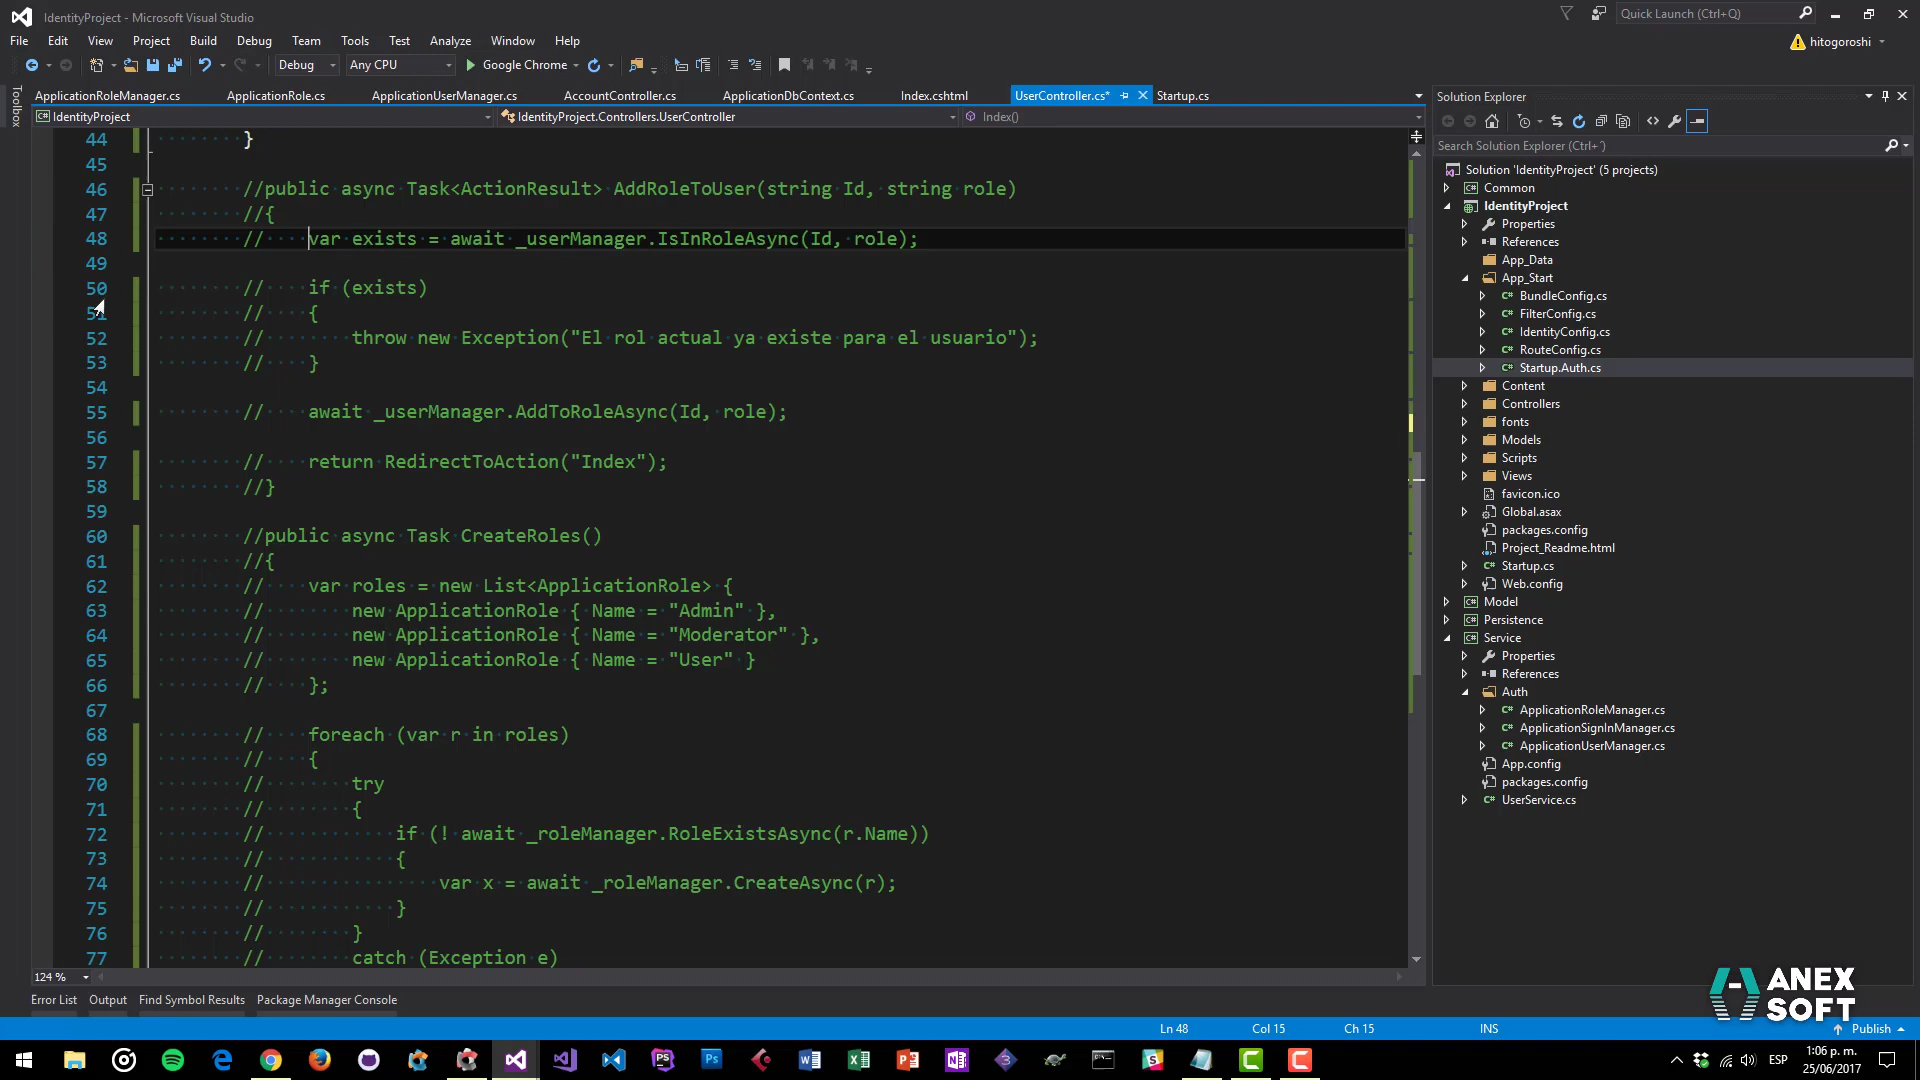 IdentityProject - Microsoft Visual Studio
Quick Launch (Ctrl+Q)
File Edit View Project Build Debug Team Tools Test Analyze Window Help
hitogoroshi
Debug Any CPU Google Chrome
Toolbox
ApplicationRoleManager.cs ApplicationRole.cs ApplicationUserManager.cs AccountController.cs ApplicationDbContext.cs Index.cshtml UserController.cs* Startup.cs
IdentityProject IdentityProject.Controllers.UserController Index()
44 }
45
46 //public async Task<ActionResult> AddRoleToUser(string Id, string role)
47 //{
48 // var exists = await _userManager.IsInRoleAsync(Id, role);
49
50 // if (exists)
51 // {
52 // throw new Exception("El rol actual ya existe para el usuario");
53 // }
54
55 // await _userManager.AddToRoleAsync(Id, role);
56
57 // return RedirectToAction("Index");
58 //}
59
60 //public async Task CreateRoles()
61 //{
62 // var roles = new List<ApplicationRole> {
63 // new ApplicationRole { Name = "Admin" },
64 // new ApplicationRole { Name = "Moderator" },
65 // new ApplicationRole { Name = "User" }
66 // };
67
68 // foreach (var r in roles)
69 // {
70 // try
71 // {
72 // if (! await _roleManager.RoleExistsAsync(r.Name))
73 // {
74 // var x = await _roleManager.CreateAsync(r);
75 // }
76 // }
77 // catch (Exception e)
124 %
Solution Explorer
Search Solution Explorer (Ctrl+´)
Solution 'IdentityProject' (5 projects)
Common
IdentityProject
Properties
References
App_Data
App_Start
BundleConfig.cs
FilterConfig.cs
IdentityConfig.cs
RouteConfig.cs
Startup.Auth.cs
Content
Controllers
fonts
Models
Scripts
Views
favicon.ico
Global.asax
packages.config
Project_Readme.html
Startup.cs
Web.config
Model
Persistence
Service
Properties
References
Auth
ApplicationRoleManager.cs
ApplicationSignInManager.cs
ApplicationUserManager.cs
App.config
packages.config
UserService.cs
ANEX
SOFT
Error List Output Find Symbol Results Package Manager Console
Ln 48 Col 15 Ch 15 INS Publish
ESP
1:06 p. m.
25/06/2017